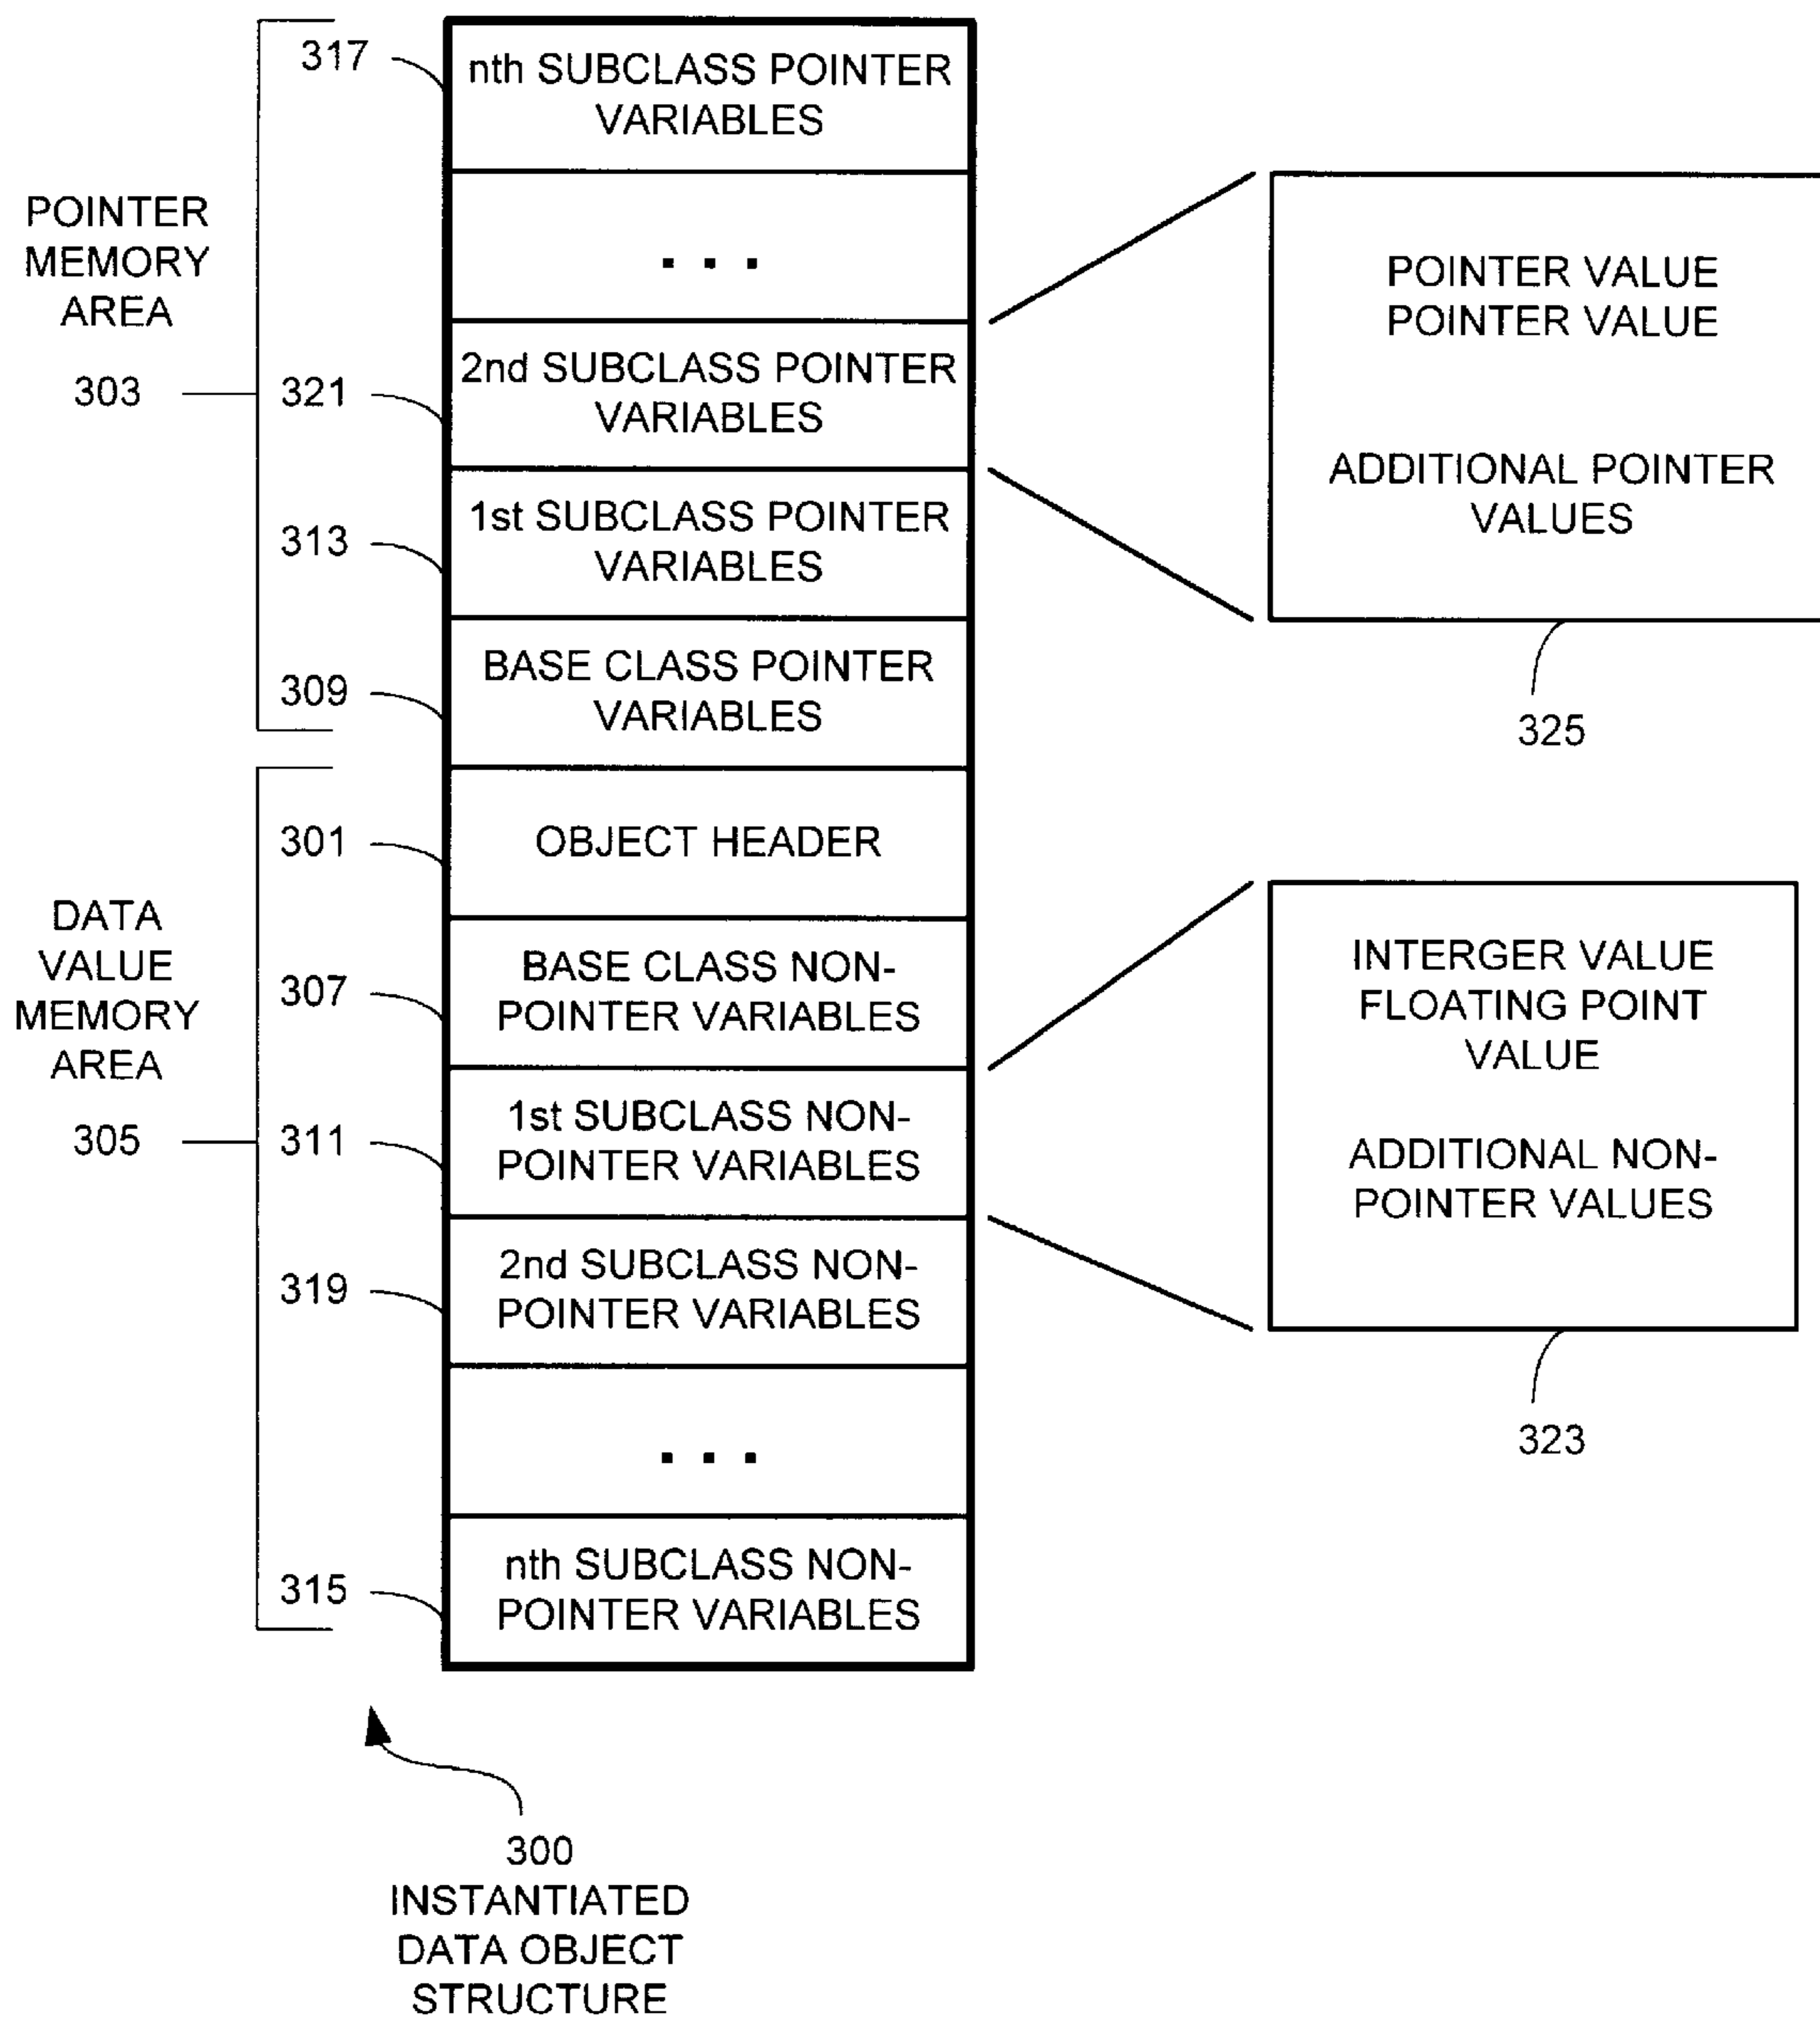 317
nth SUBCLASS POINTER
VARIABLES
. . .
POINTER
MEMORY
AREA
303
321
2nd SUBCLASS POINTER
VARIABLES
313
1st SUBCLASS POINTER
VARIABLES
309
BASE CLASS POINTER
VARIABLES
POINTER VALUE
POINTER VALUE
ADDITIONAL POINTER
VALUES
325
301
OBJECT HEADER
DATA
VALUE
MEMORY
AREA
305
307
BASE CLASS NON-
POINTER VARIABLES
311
1st SUBCLASS NON-
POINTER VARIABLES
319
2nd SUBCLASS NON-
POINTER VARIABLES
. . .
315
nth SUBCLASS NON-
POINTER VARIABLES
INTERGER VALUE
FLOATING POINT
VALUE
ADDITIONAL NON-
POINTER VALUES
323
300
INSTANTIATED
DATA OBJECT
STRUCTURE